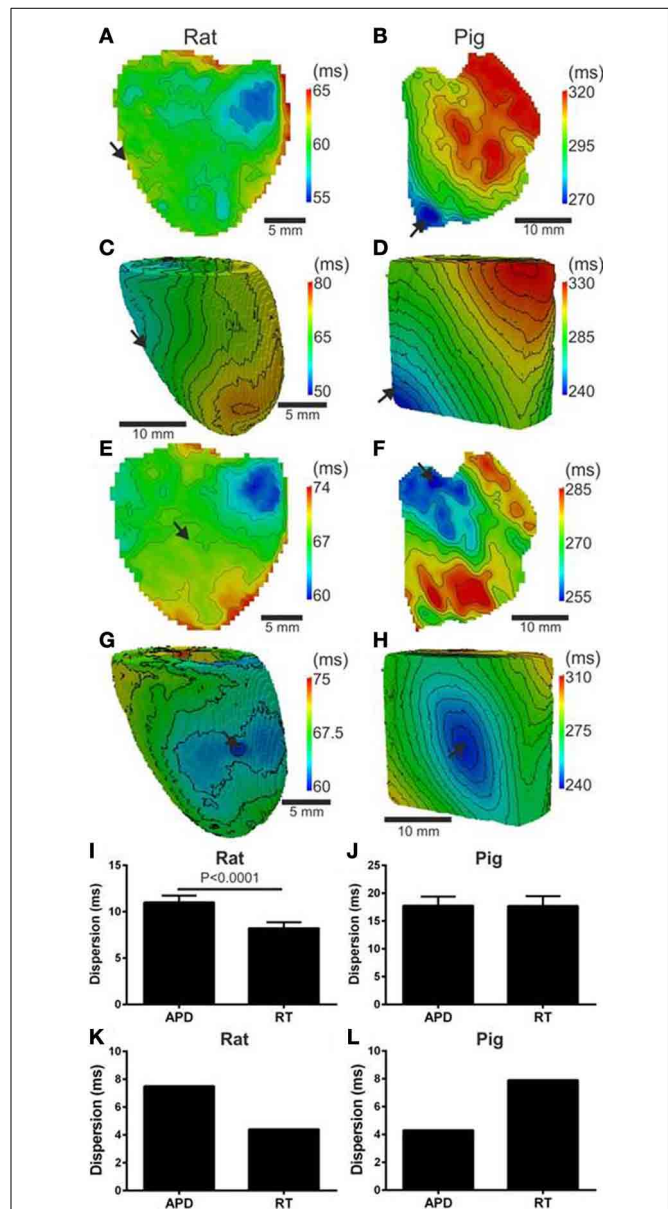 A Rat B Pig
(ms) (ms)
65 320
60 295
55 270
5 mm 10 mm
C D
(ms) (ms)
80 330
65 285
50 240
10 mm 5 mm
E F
(ms) (ms)
74 285
67 270
60 255
5 mm 10 mm
G H
(ms) (ms)
75 310
67.5 275
60 240
5 mm 10 mm
I Rat J Pig
P<0.0001
Dispersion (ms) Dispersion (ms)
15 25
10 20
5 15
0 10
5
0
APD RT APD RT
K Rat L Pig
Dispersion (ms) Dispersion (ms)
10 10
8 8
6 6
4 4
2 2
0 0
APD RT APD RT